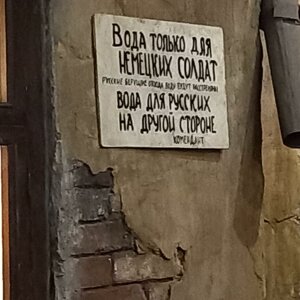 Вода только для
немецких солдат
русские берущие отсюда воду будут расстреляны
вода для русских
на другой стороне
комендант